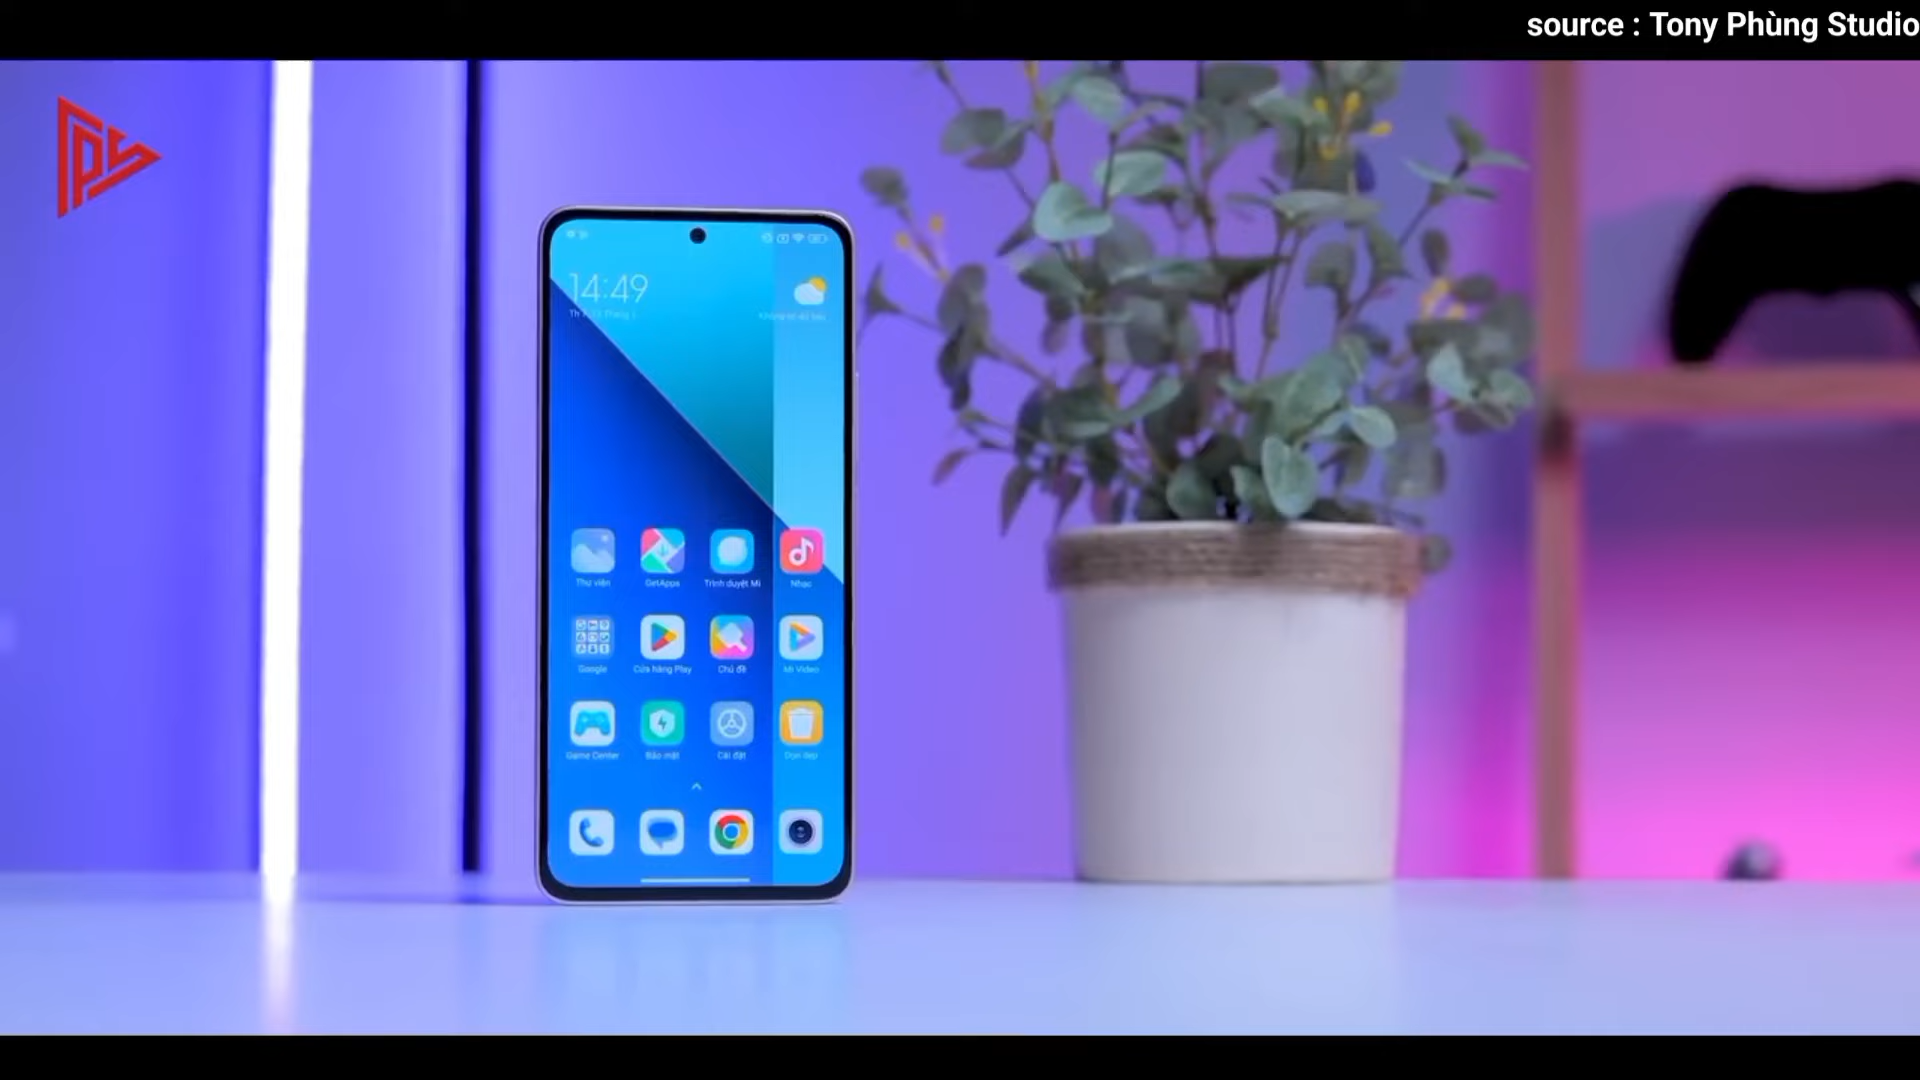 source : Tony Phùng Studio
14:49
Thư viện GetApps Trình duyệt Mi Nhạc
Google Cửa hàng Play Chủ đề Mi Video
Game Center Bảo mật Cài đặt Dọn dẹp